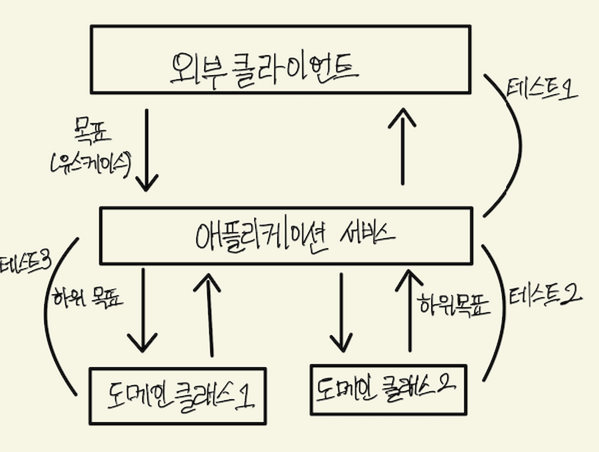 외부 클라이언트
테스트1
목표
(유스케이스)
애플리케이션 서비스
테스트3
하위 목표
하위목표
테스트2
도메인 클래스1
도메인 클래스2